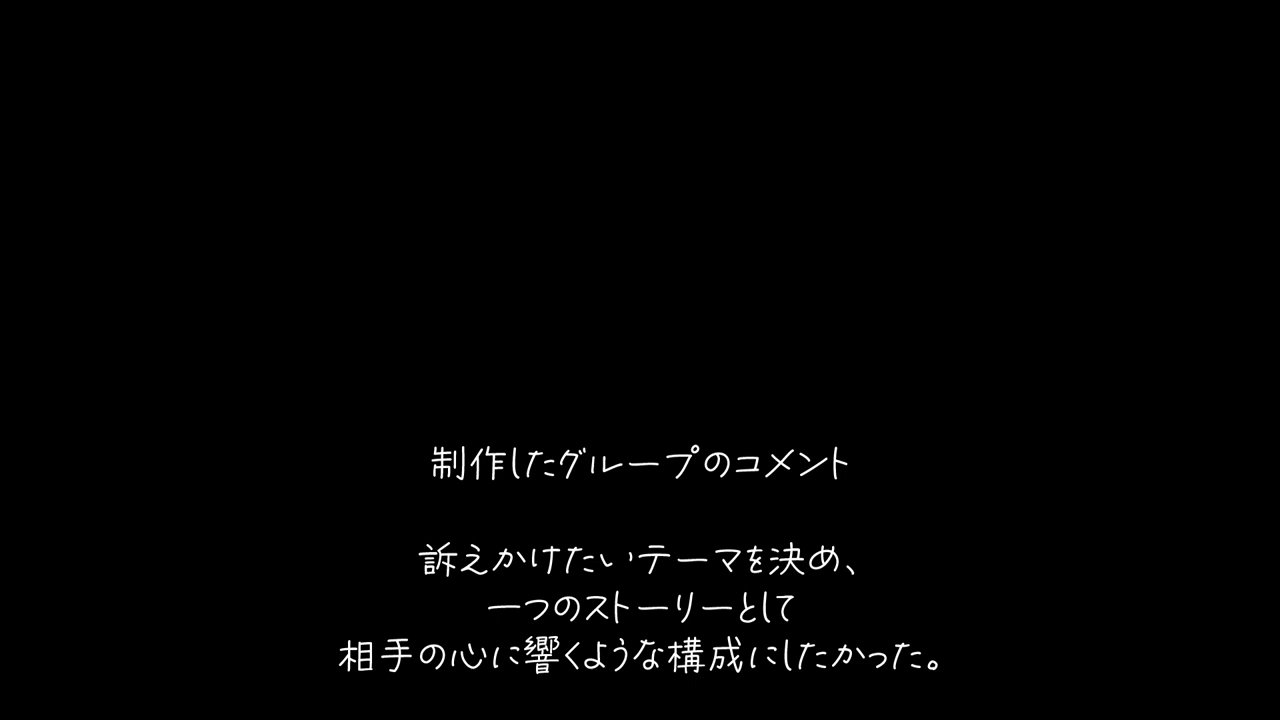 制作したグループのコメント
訴えかけたいテーマを決め、
一つのストーリーとして
相手の心に響くような構成にしたかった。